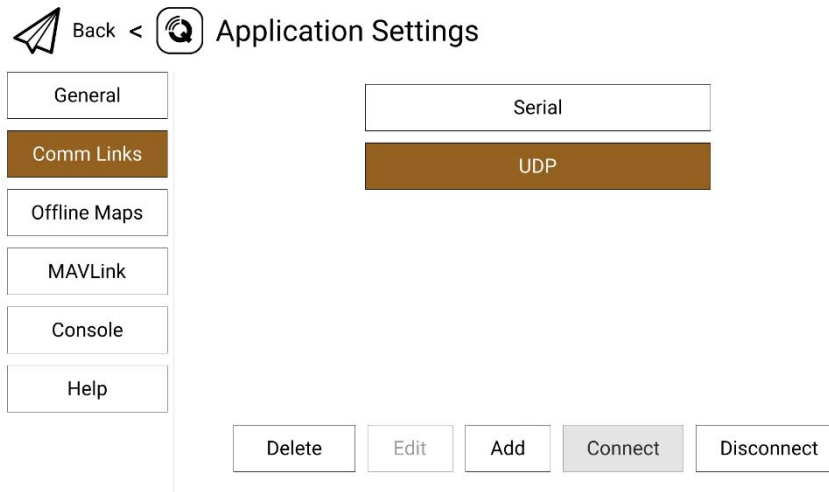 Back < Application Settings
General
Comm Links
Offline Maps
MAVLink
Console
Help
Serial
UDP
Delete Edit Add Connect Disconnect